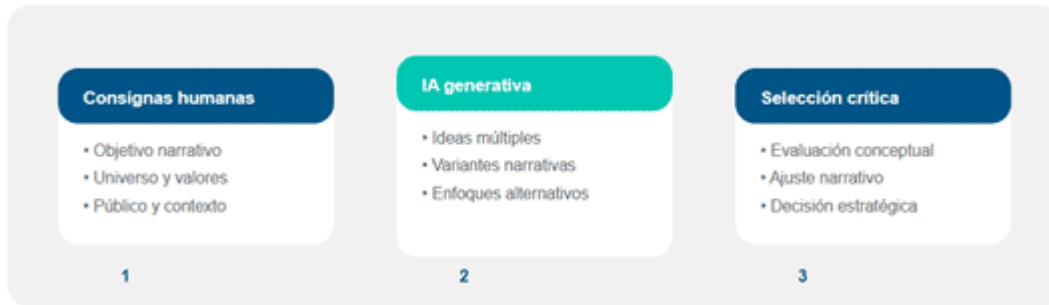 Consignas humanas
• Objetivo narrativo
• Universo y valores
• Público y contexto
1
IA generativa
• Ideas múltiples
• Variantes narrativas
• Enfoques alternativos
2
Selección crítica
• Evaluación conceptual
• Ajuste narrativo
• Decisión estratégica
3